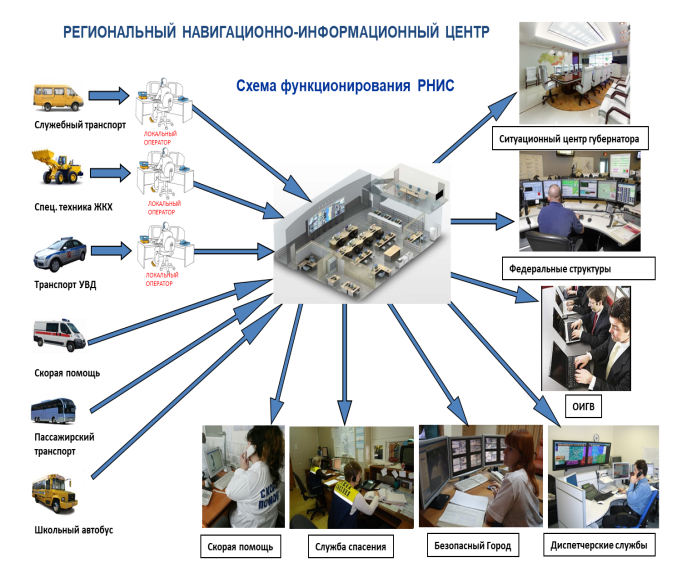 РЕГИОНАЛЬНЫЙ НАВИГАЦИОННО-ИНФОРМАЦИОННЫЙ ЦЕНТР
Схема функционирования РНИС
Служебный транспорт
ЛОКАЛЬНЫЙ
ОПЕРАТОР
Ситуационный центр губернатора
Спец. техника ЖКХ
ЛОКАЛЬНЫЙ
ОПЕРАТОР
Транспорт УВД
ЛОКАЛЬНЫЙ
ОПЕРАТОР
Федеральные структуры
Скорая помощь
ОИГВ
Пассажирский
транспорт
Школьный автобус
СКОРАЯ
ПОМОЩЬ
Скорая помощь
Служба спасения
Безопасный Город
Диспетчерские службы